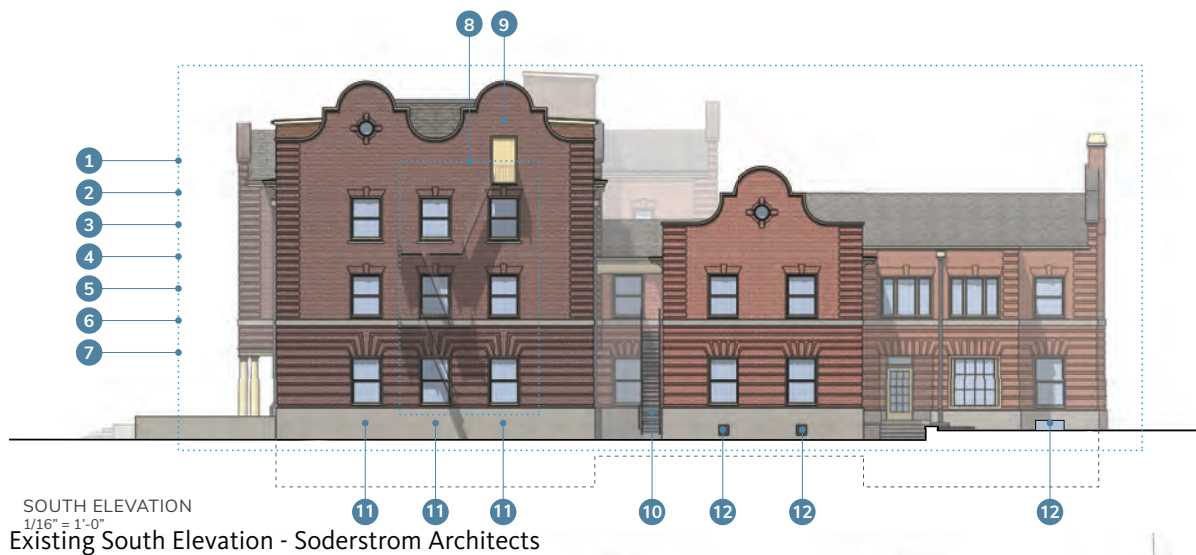 8 9
1
2
3
4
5
6
7
11 11 11 10 12 12 12
SOUTH ELEVATION
1/16" = 1'-0"
Existing South Elevation - Soderstrom Architects